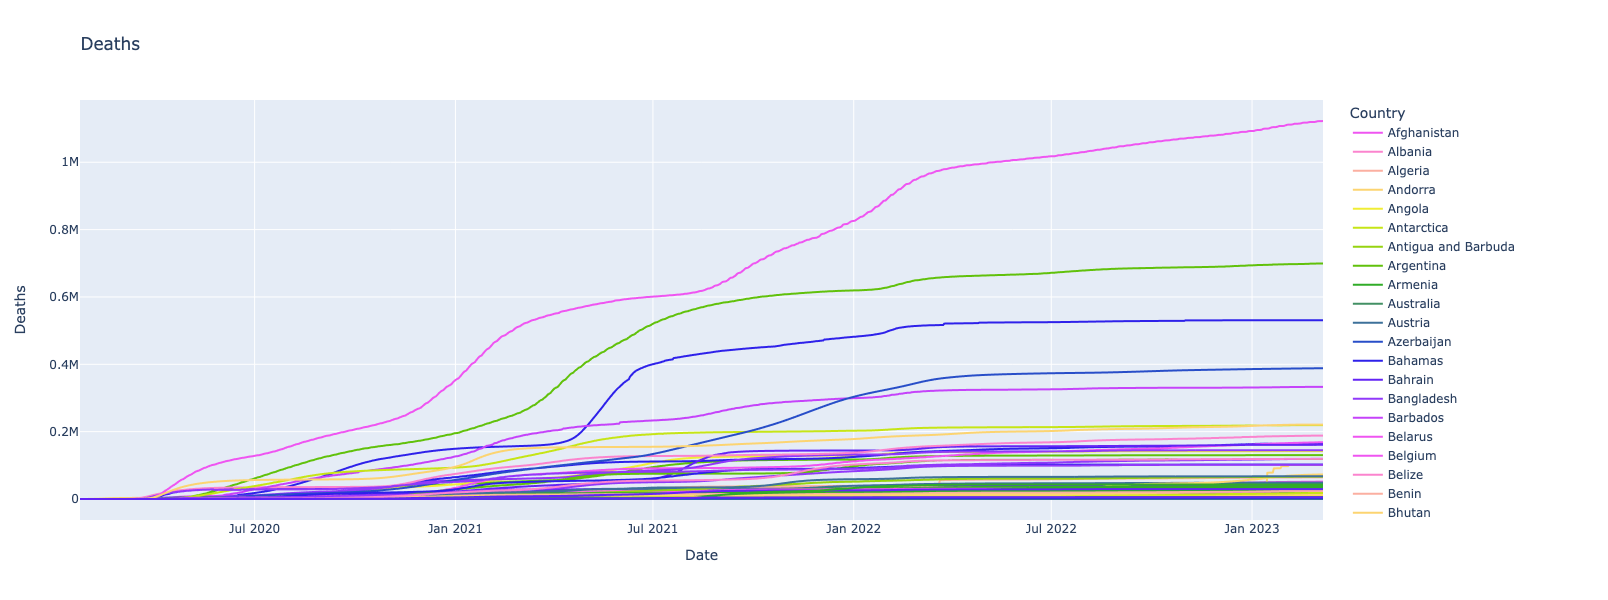 Deaths
Country
Afghanistan
Albania
Algeria
Andorra
Angola
Antarctica
Antigua and Barbuda
Argentina
Armenia
Australia
Austria
Azerbaijan
Bahamas
Bahrain
Bangladesh
Barbados
Belarus
Belgium
Belize
Benin
Bhutan
1M
0.8M
0.6M
0.4M
0.2M
0
Deaths
Jul 2020
Jan 2021
Jul 2021
Jan 2022
Jul 2022
Jan 2023
Date